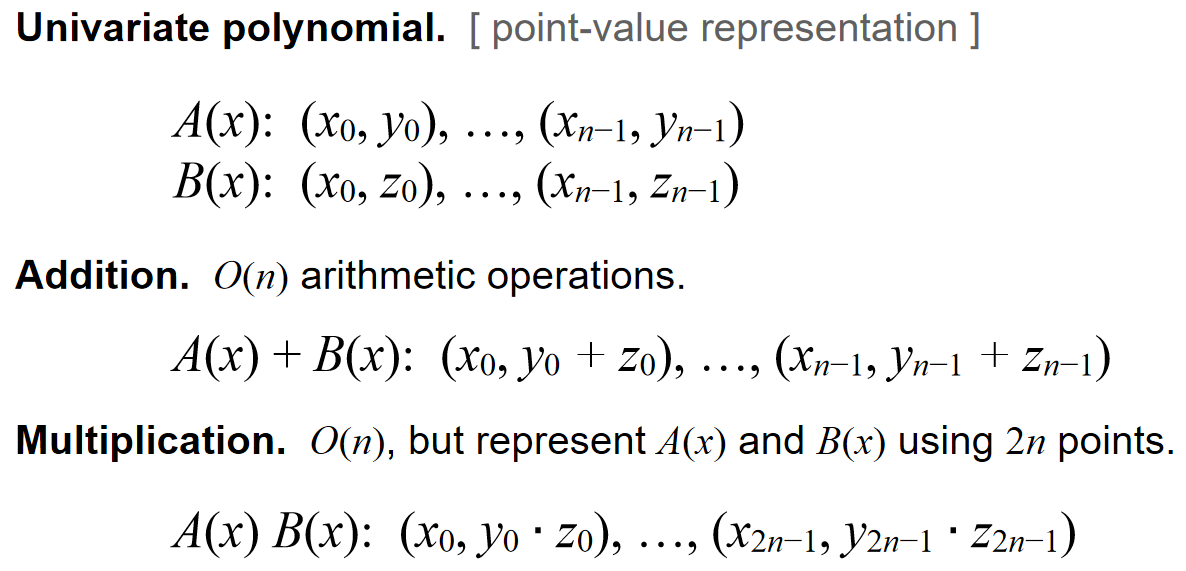 Univariate polynomial. [ point-value representation ]
A(x): (x₀, y₀), …, (xₙ₋₁, yₙ₋₁)
B(x): (x₀, z₀), …, (xₙ₋₁, zₙ₋₁)
Addition. O(n) arithmetic operations.
A(x) + B(x): (x₀, y₀ + z₀), …, (xₙ₋₁, yₙ₋₁ + zₙ₋₁)
Multiplication. O(n), but represent A(x) and B(x) using 2n points.
A(x) B(x): (x₀, y₀ · z₀), …, (x₂ₙ₋₁, y₂ₙ₋₁ · z₂ₙ₋₁)